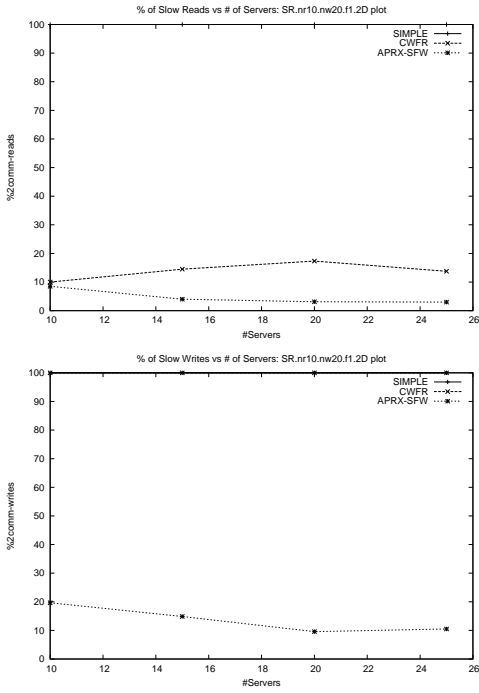 % of Slow Reads vs # of Servers: SR.nr10.nw20.f1.2D plot
100
90
80
70
60
50
40
30
20
10
0
%2comm-reads
SIMPLE
CWFR
APRX-SFW
10 12 14 16 18 20 22 24 26
#Servers
% of Slow Writes vs # of Servers: SR.nr10.nw20.f1.2D plot
100
90
80
70
60
50
40
30
20
10
0
%2comm-writes
SIMPLE
CWFR
APRX-SFW
10 12 14 16 18 20 22 24 26
#Servers